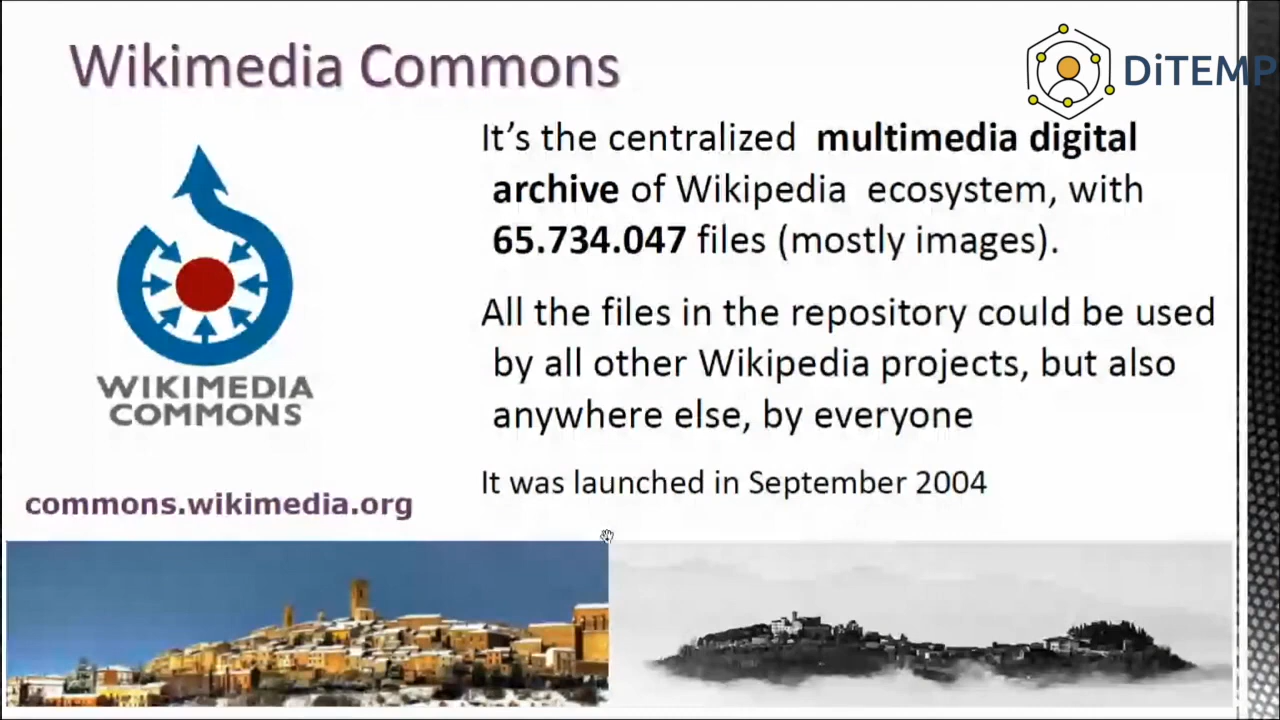 Wikimedia Commons
DiTEMP
It’s the centralized multimedia digital
archive of Wikipedia ecosystem, with
65.734.047 files (mostly images).
All the files in the repository could be used
by all other Wikipedia projects, but also
anywhere else, by everyone
It was launched in September 2004
WIKIMEDIA
COMMONS
commons.wikimedia.org